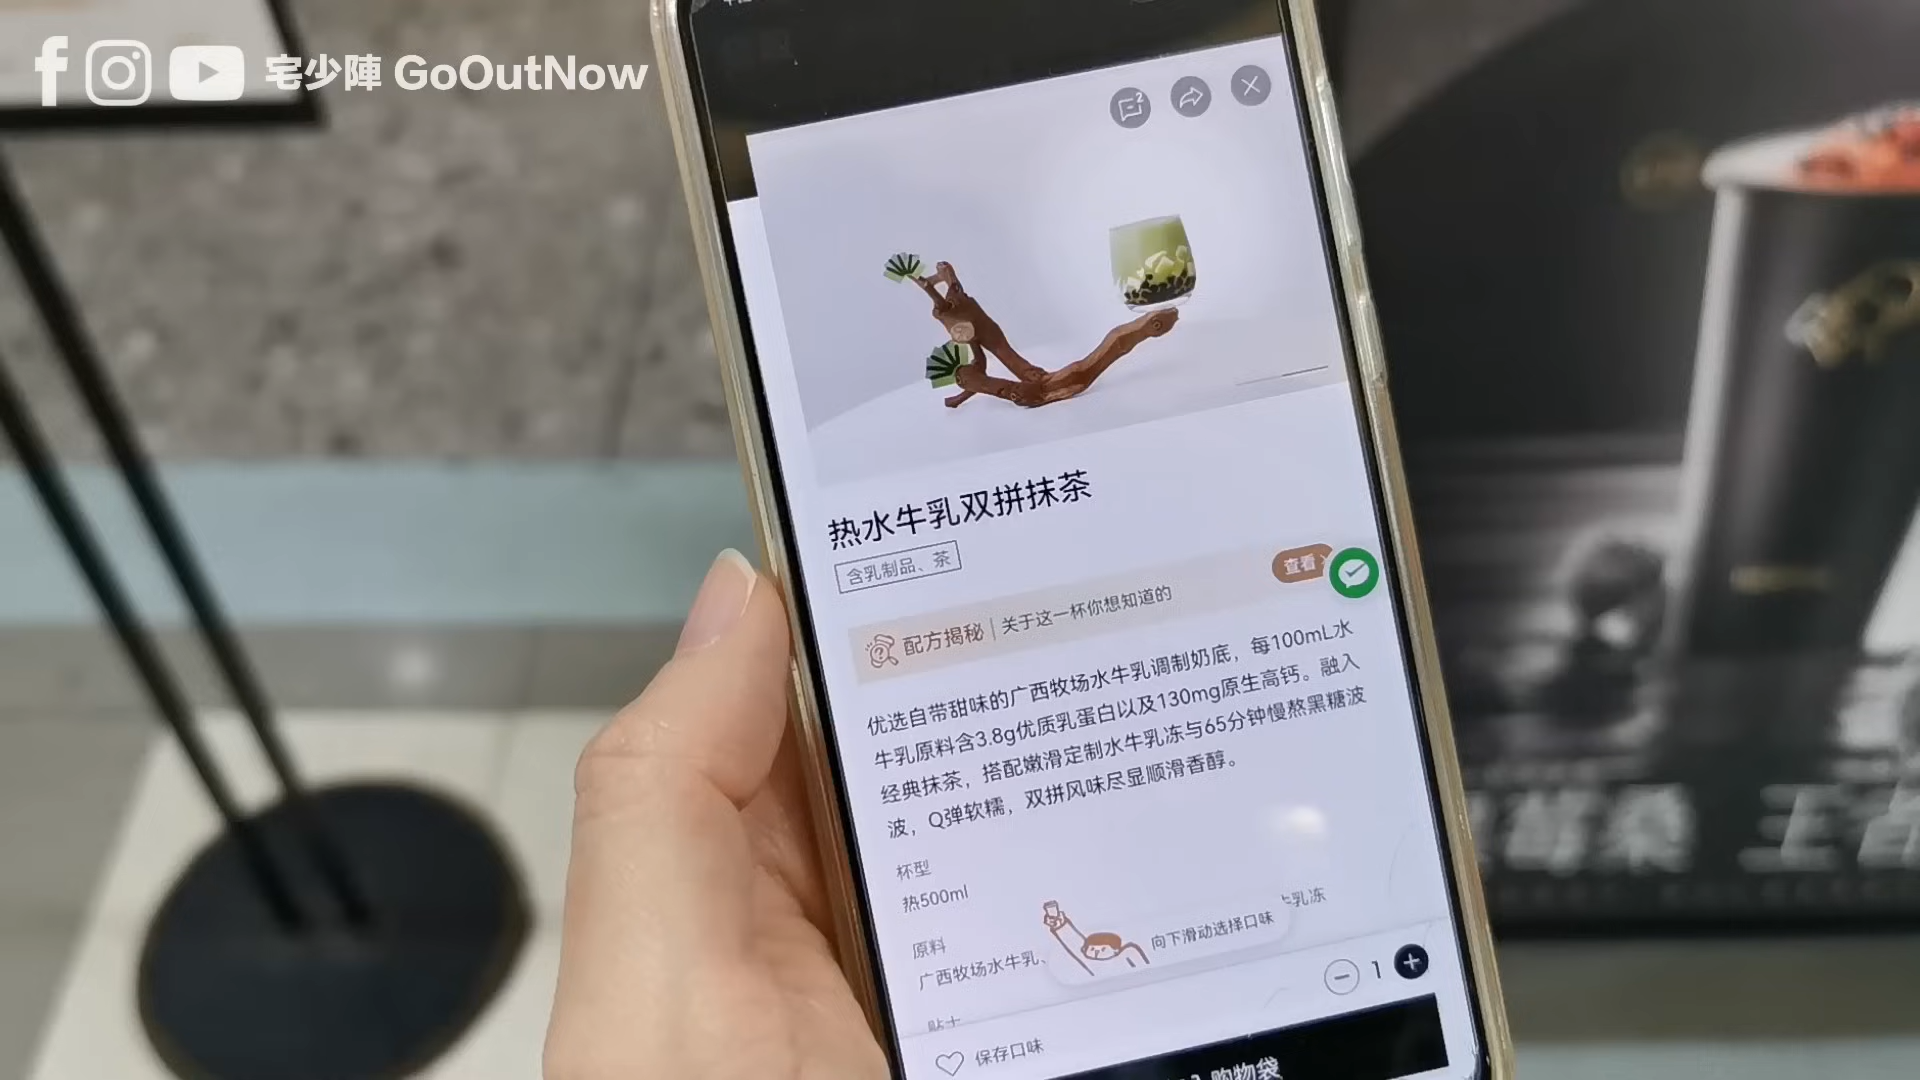 宅少陣 GoOutNow
2
热水牛乳双拼抹茶
含乳制品、茶
配方揭秘 | 关于这一杯你想知道的
查看
优选自带甜味的广西牧场水牛乳调制奶底，每100mL水
牛乳原料含3.8g优质乳蛋白以及130mg原生高钙。融入
经典抹茶，搭配嫩滑定制水牛乳冻与65分钟慢熬黑糖波
波，Q弹软糯，双拼风味尽显顺滑香醇。
杯型
热500ml
原料
广西牧场水牛乳、
乳冻
向下滑动选择口味
1
保存口味
购物袋
王者